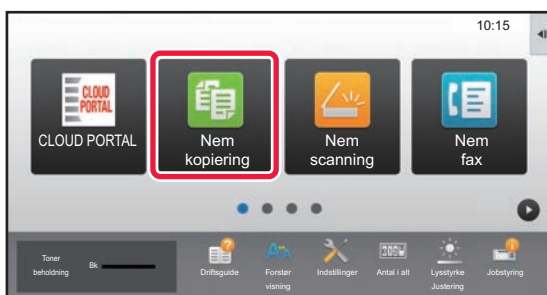 10:15
CLOUD
PORTAL
CLOUD PORTAL
Nem
kopiering
Nem
scanning
Nem
fax
Toner
beholdning
Bk
Driftsguide
Forstør
visning
Indstillinger
Antal i alt
Lysstyrke
Justering
Jobstyring